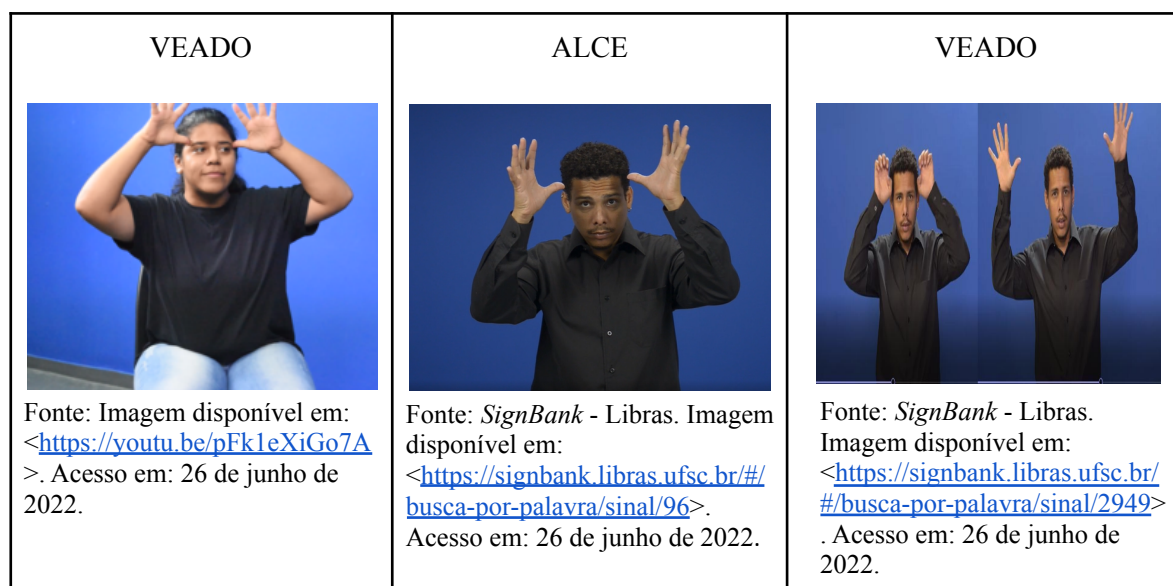 VEADO
Fonte: Imagem disponível em:
<https://youtu.be/pFk1eXiGo7A
>. Acesso em: 26 de junho de
2022.
ALCE
Fonte: SignBank - Libras. Imagem
disponível em:
<https://signbank.libras.ufsc.br/#/
busca-por-palavra/sinal/96>.
Acesso em: 26 de junho de 2022.
VEADO
Fonte: SignBank - Libras.
Imagem disponível em:
<https://signbank.libras.ufsc.br/
#/busca-por-palavra/sinal/2949>
. Acesso em: 26 de junho de
2022.